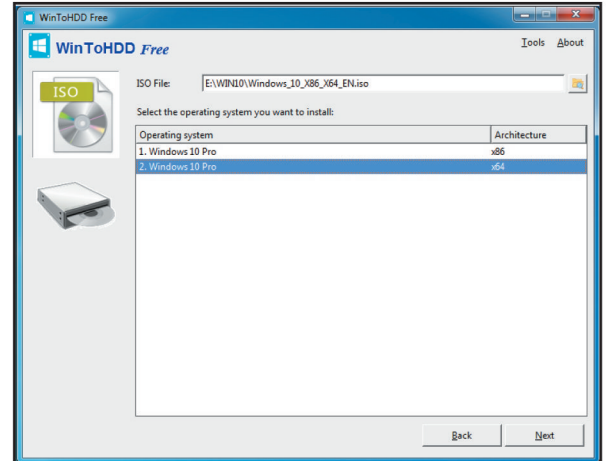 WinToHDD Free
WinToHDD Free
Tools About
ISO
ISO File: E:\WIN10\Windows_10_X86_X64_EN.iso
Select the operating system you want to install:
Operating system Architecture
1. Windows 10 Pro x86
2. Windows 10 Pro x64
Back Next